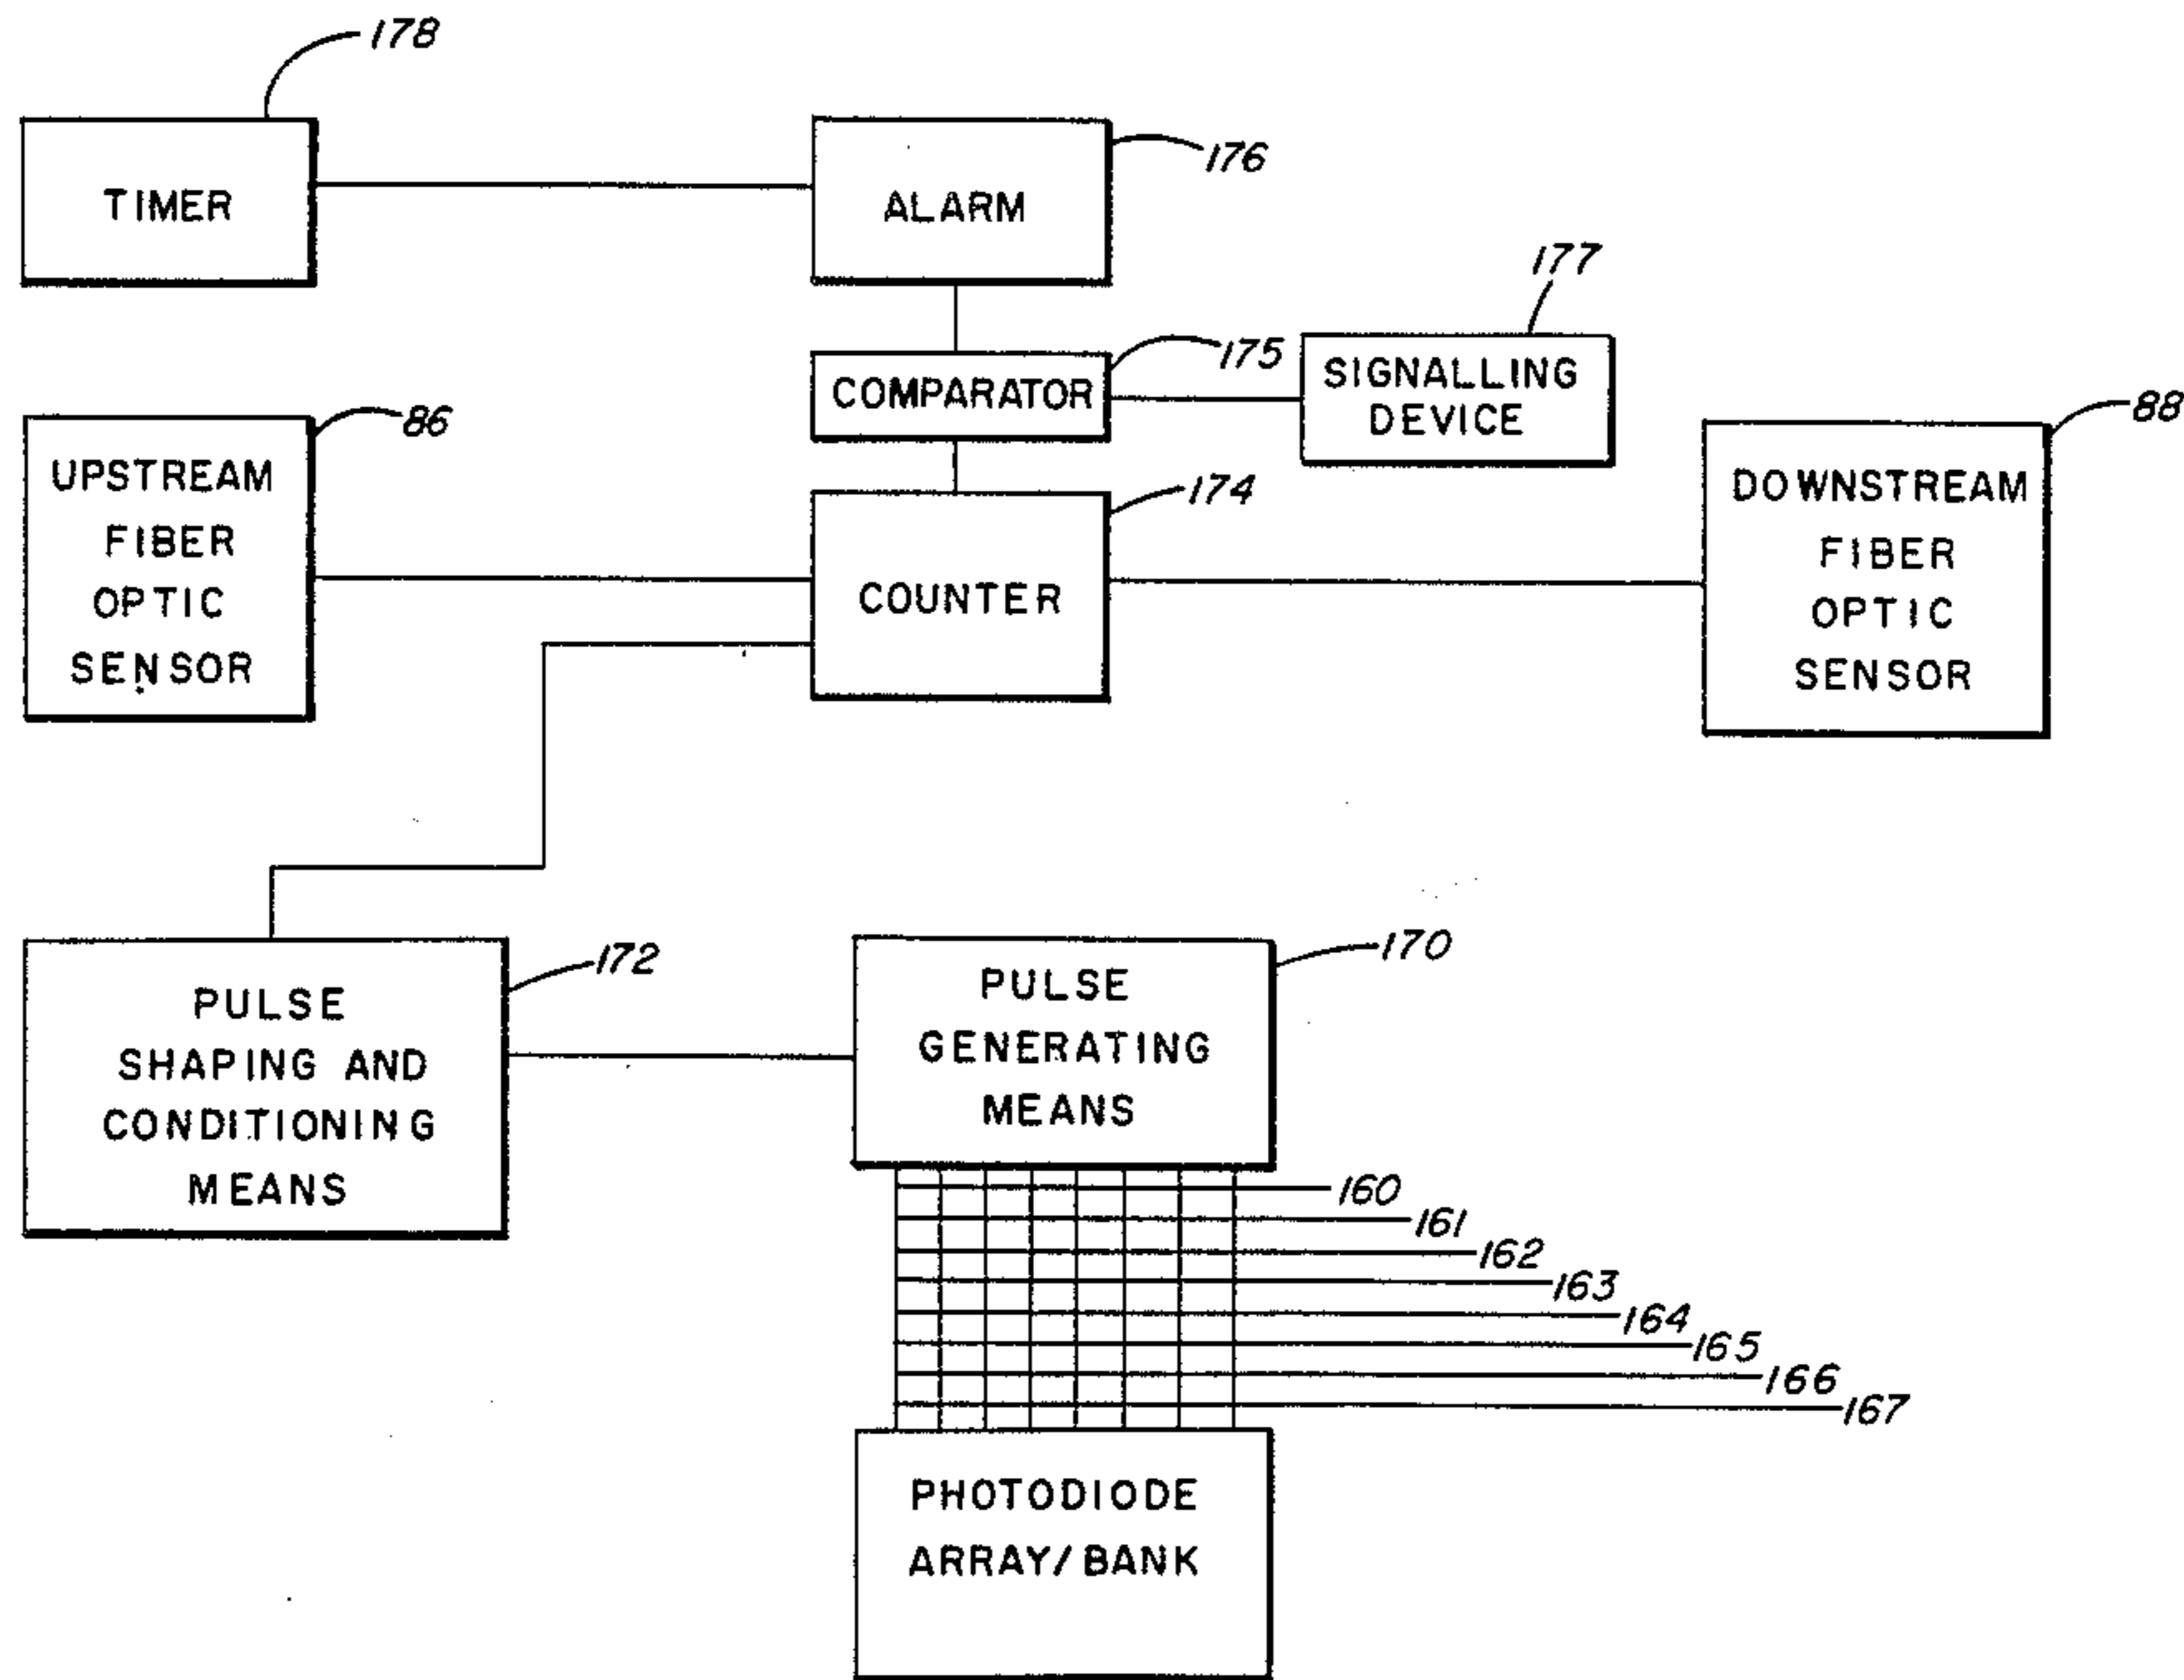 178
TIMER
ALARM
176
177
COMPARATOR
175
SIGNALLING
DEVICE
86
UPSTREAM
FIBER
OPTIC
SENSOR
174
COUNTER
88
DOWNSTREAM
FIBER
OPTIC
SENSOR
172
PULSE
SHAPING AND
CONDITIONING
MEANS
170
PULSE
GENERATING
MEANS
160
161
162
163
164
165
166
167
PHOTODIODE
ARRAY/BANK